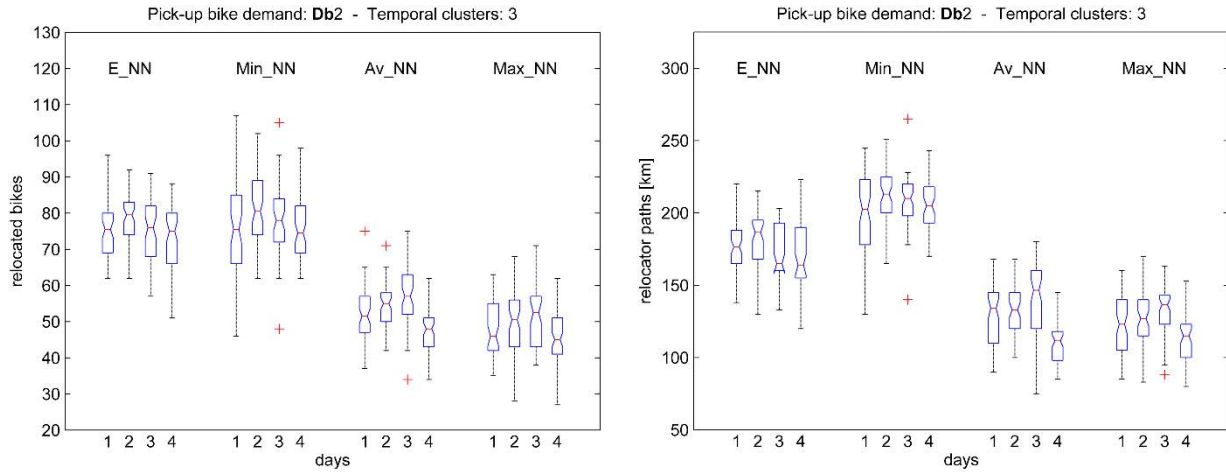 Pick-up bike demand: Db2 - Temporal clusters: 3
130
120
110
100
90
80
70
60
50
40
30
20
relocated bikes
E_NN Min_NN Av_NN Max_NN
1 2 3 4 1 2 3 4 1 2 3 4 1 2 3 4
days
Pick-up bike demand: Db2 - Temporal clusters: 3
300
250
200
150
100
50
relocator paths [km]
E_NN Min_NN Av_NN Max_NN
1 2 3 4 1 2 3 4 1 2 3 4 1 2 3 4
days